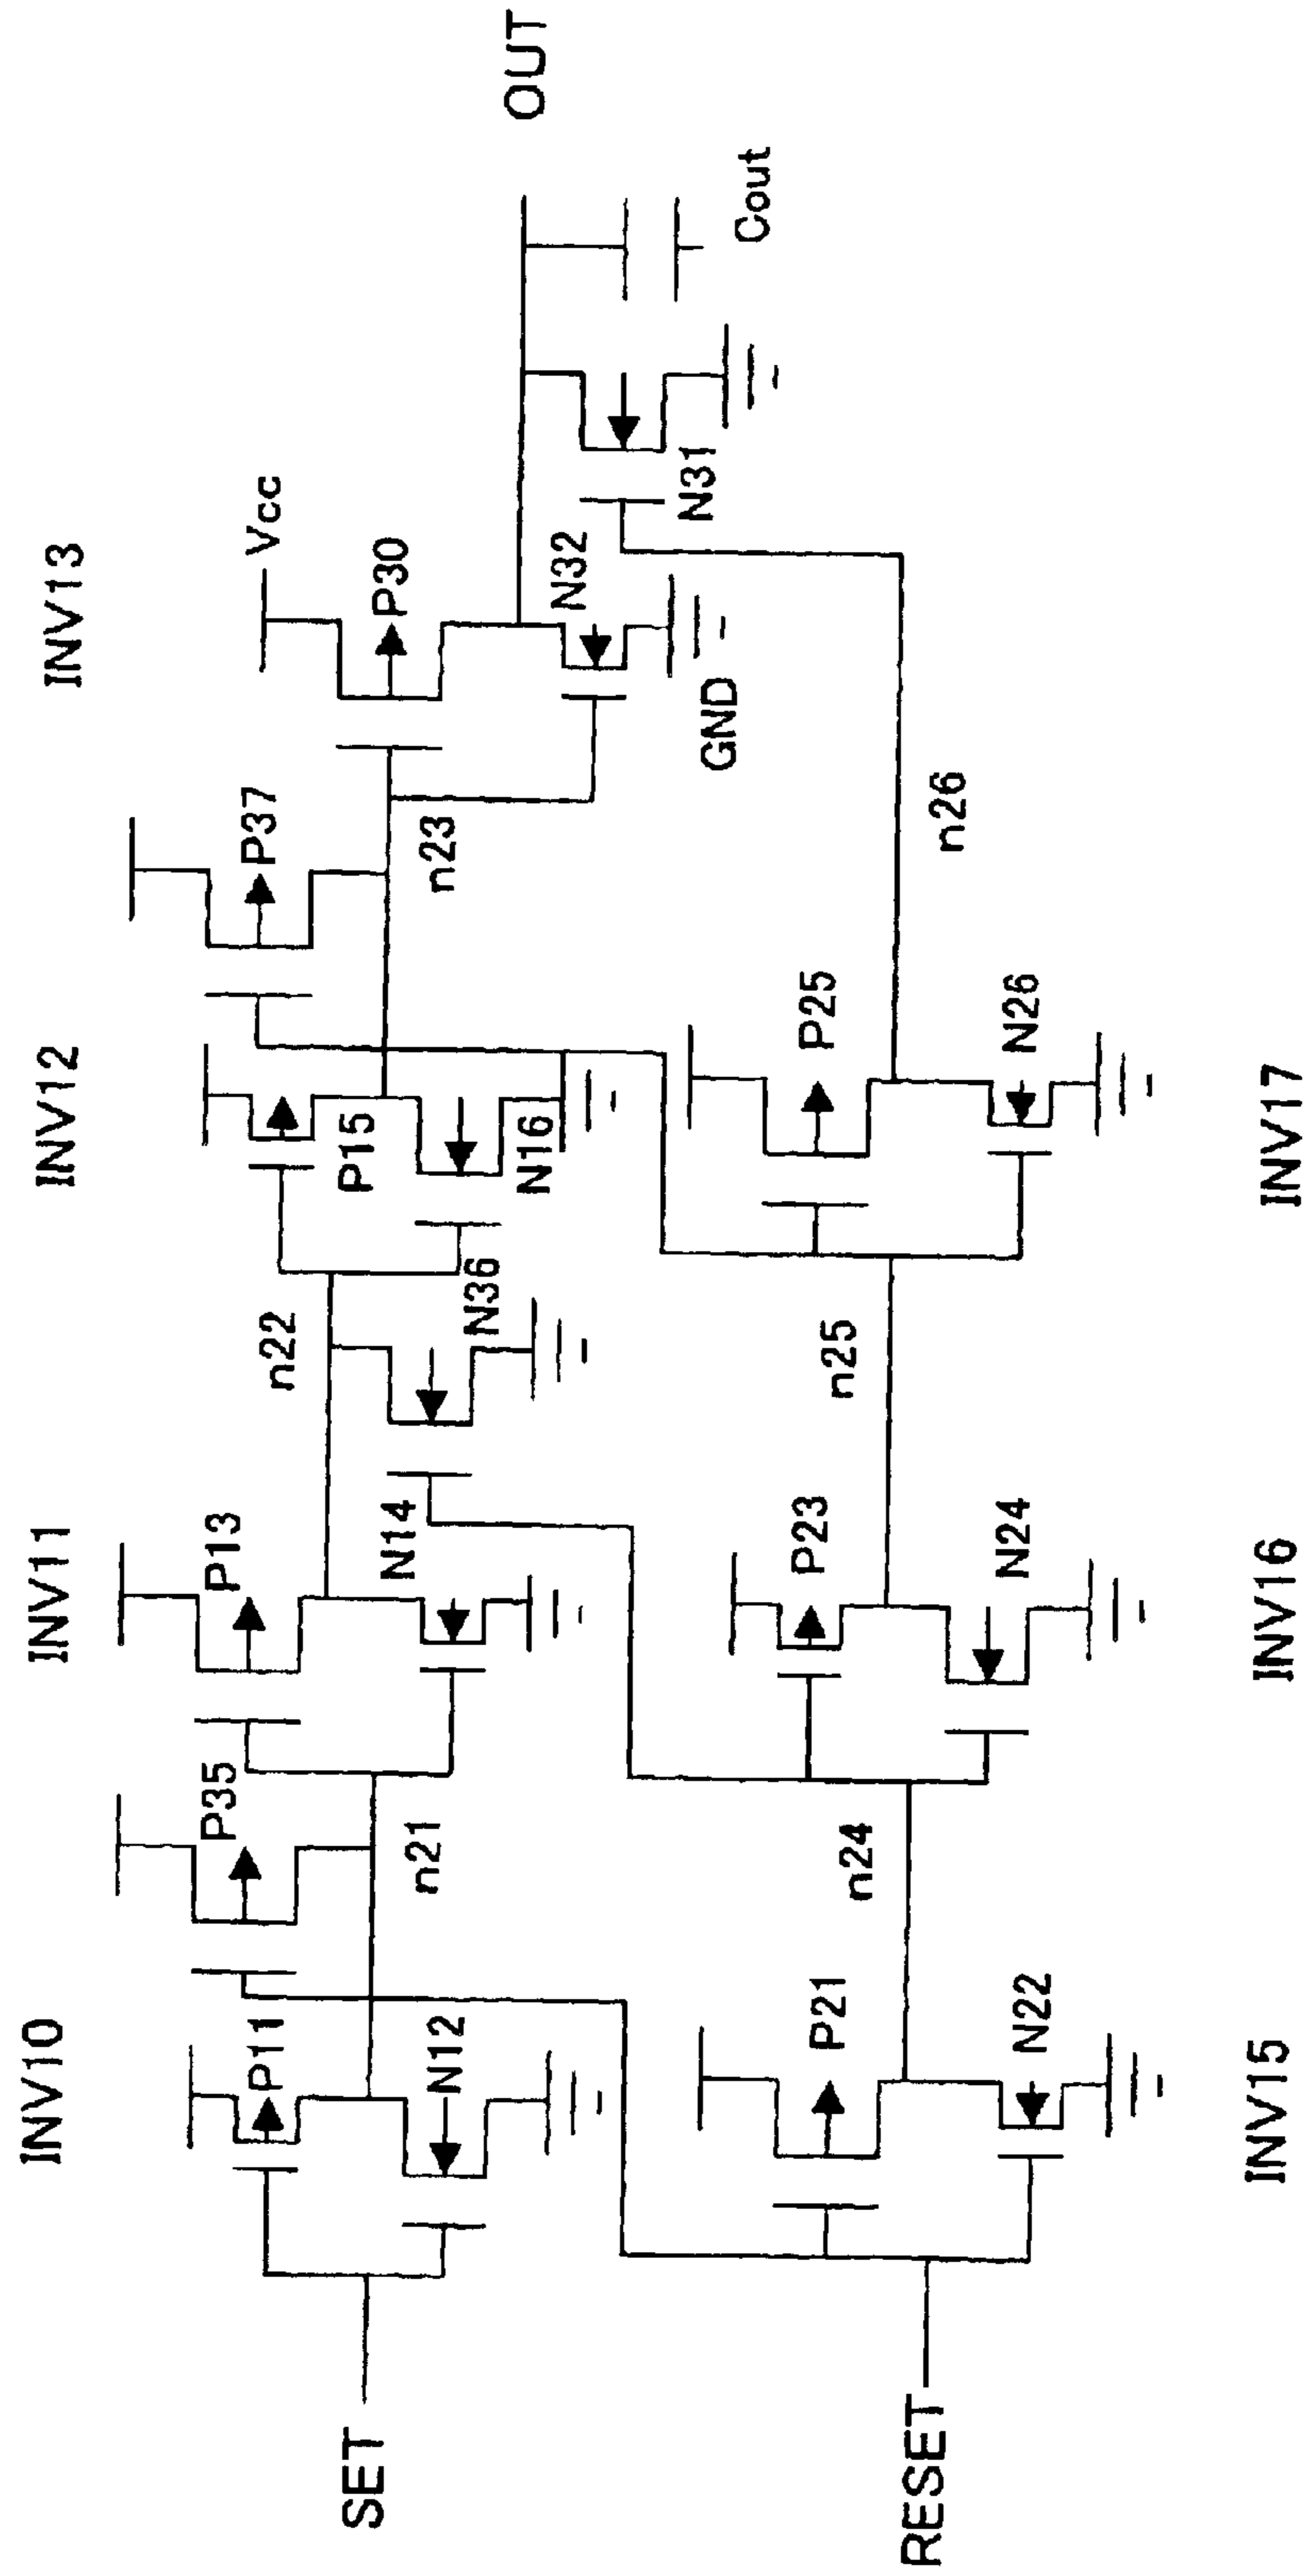 INV10
INV11
INV12
INV13
P35
P37
Vcc
P11
P13
P15
P30
OUT
SET
N12
n21
N14
n22
N36
N16
n23
N32
N31
Cout
GND
RESET
P21
n24
P23
n25
P25
n26
N22
N24
N26
INV15
INV16
INV17